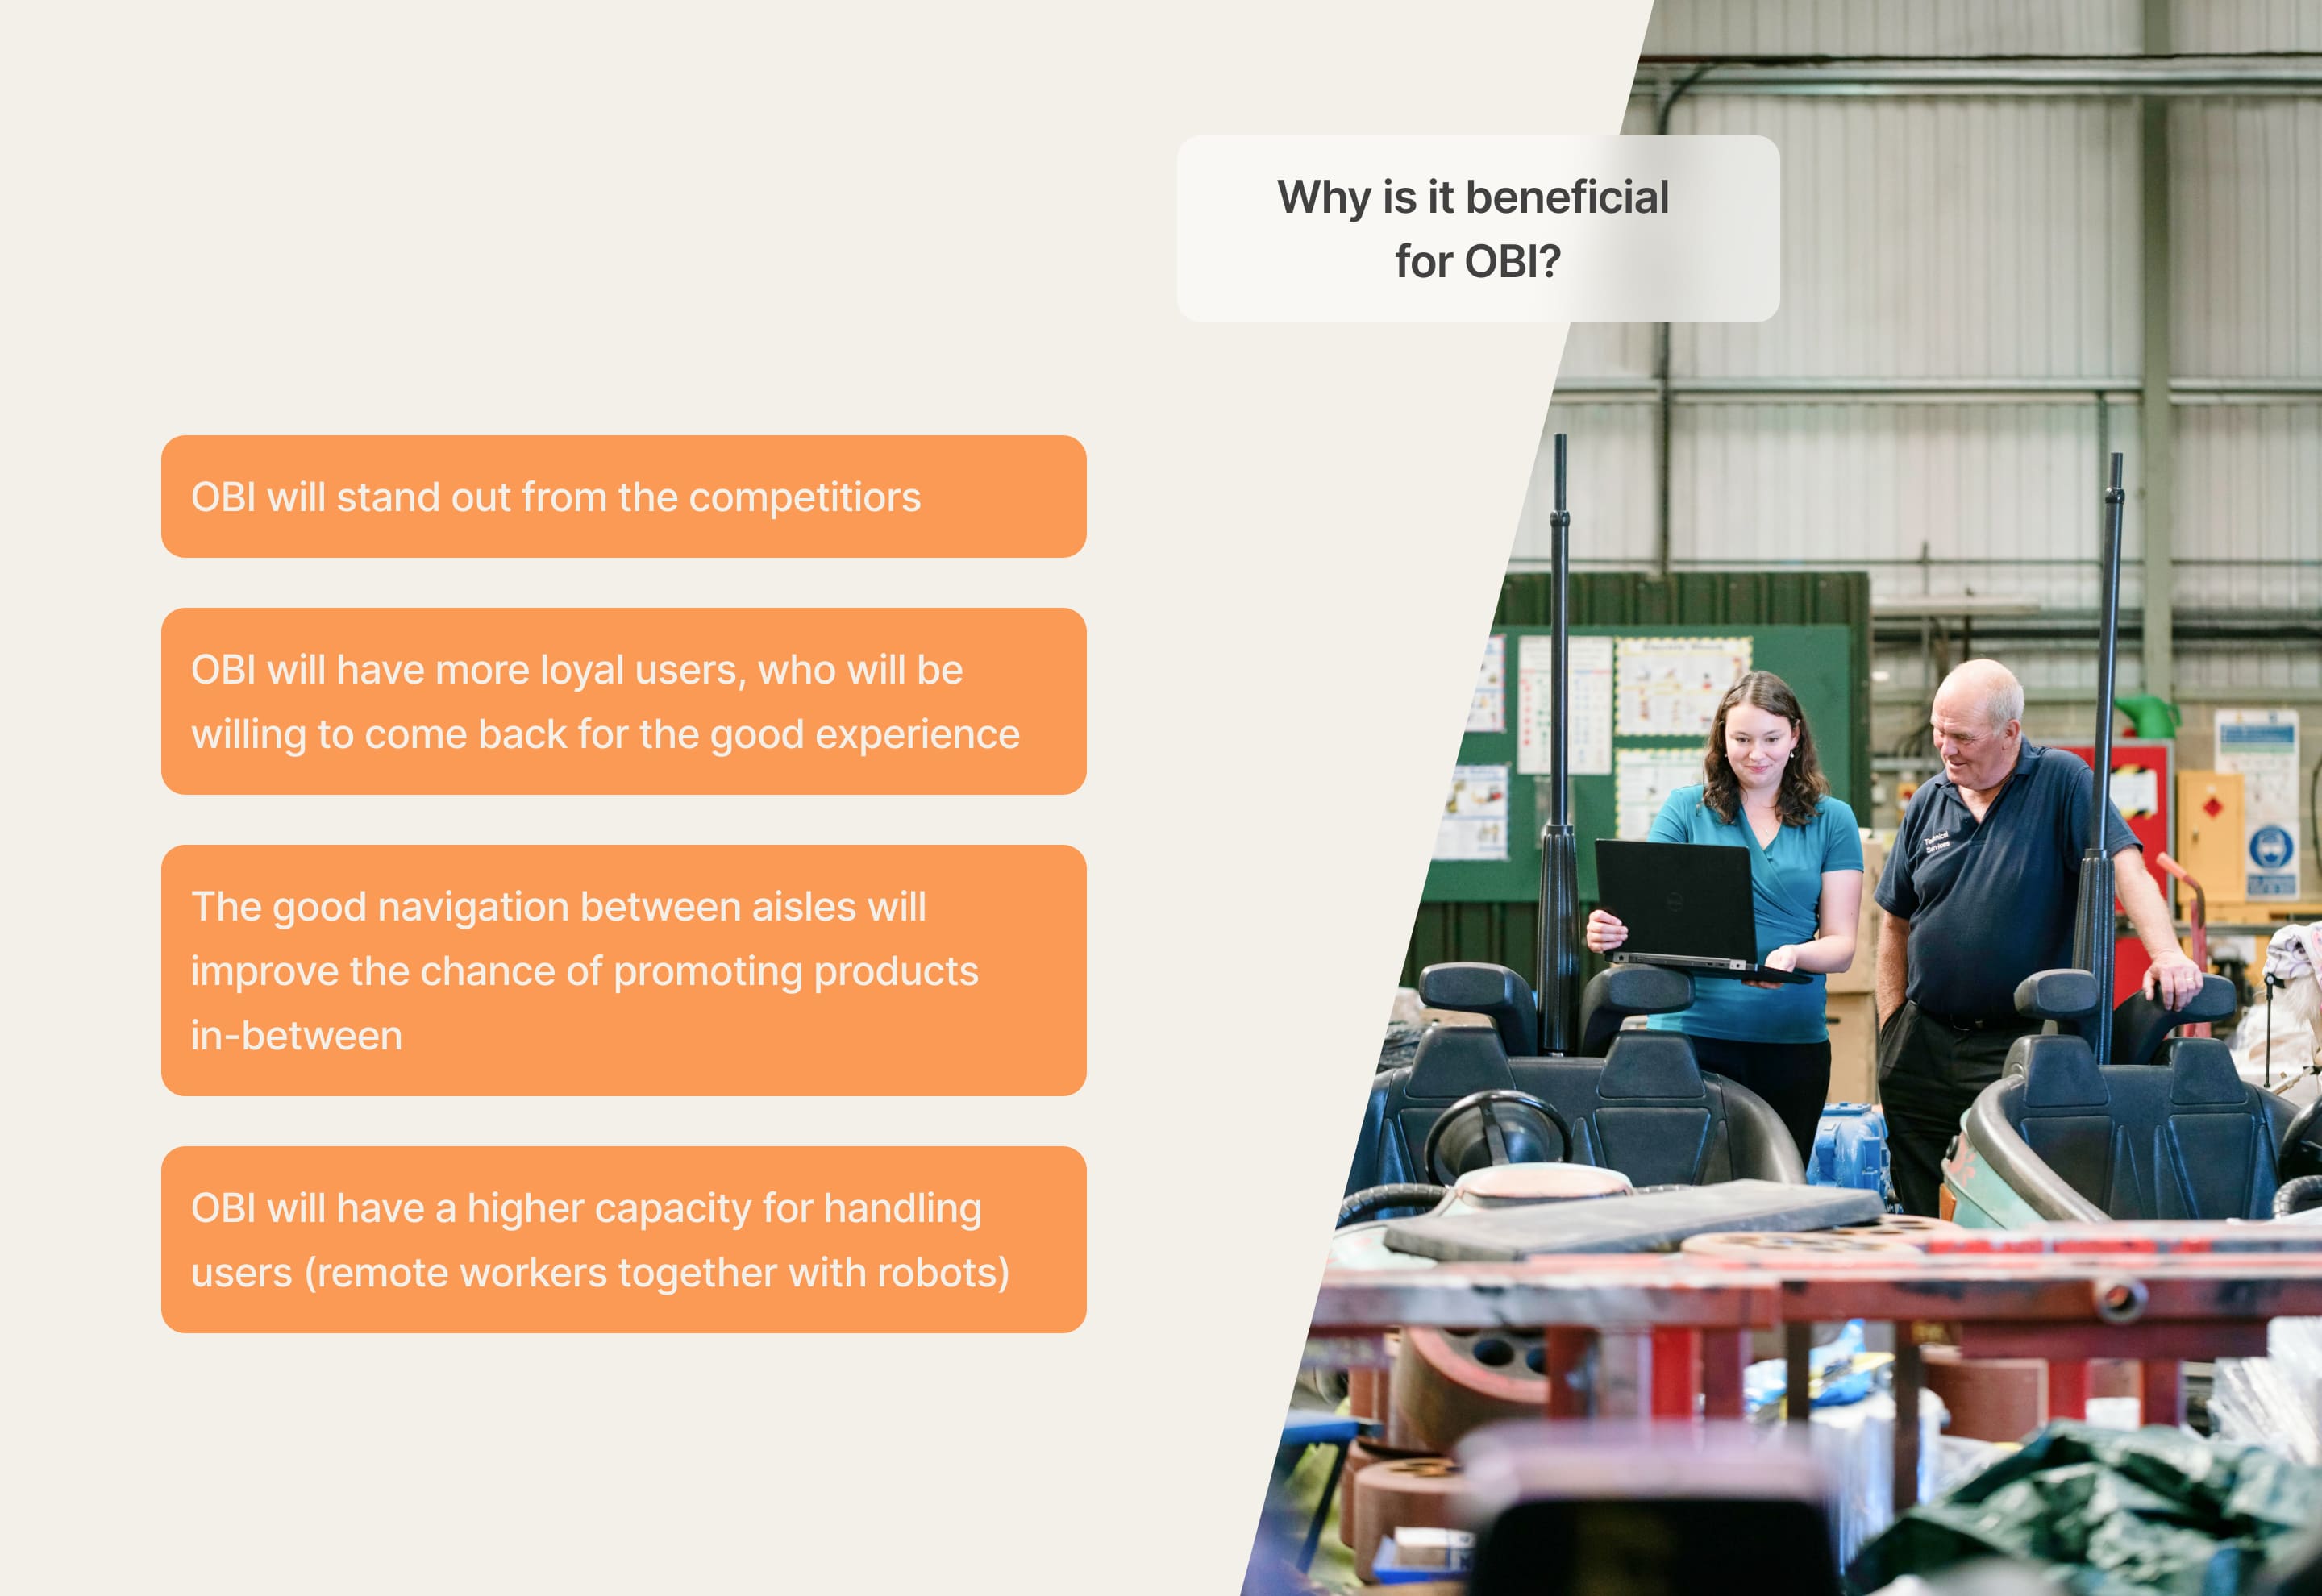 Why is it beneficial
for OBI?
OBI will stand out from the competitiors
OBI will have more loyal users, who will be
willing to come back for the good experience
The good navigation between aisles will
improve the chance of promoting products
in-between
OBI will have a higher capacity for handling
users (remote workers together with robots)
Technical
Services